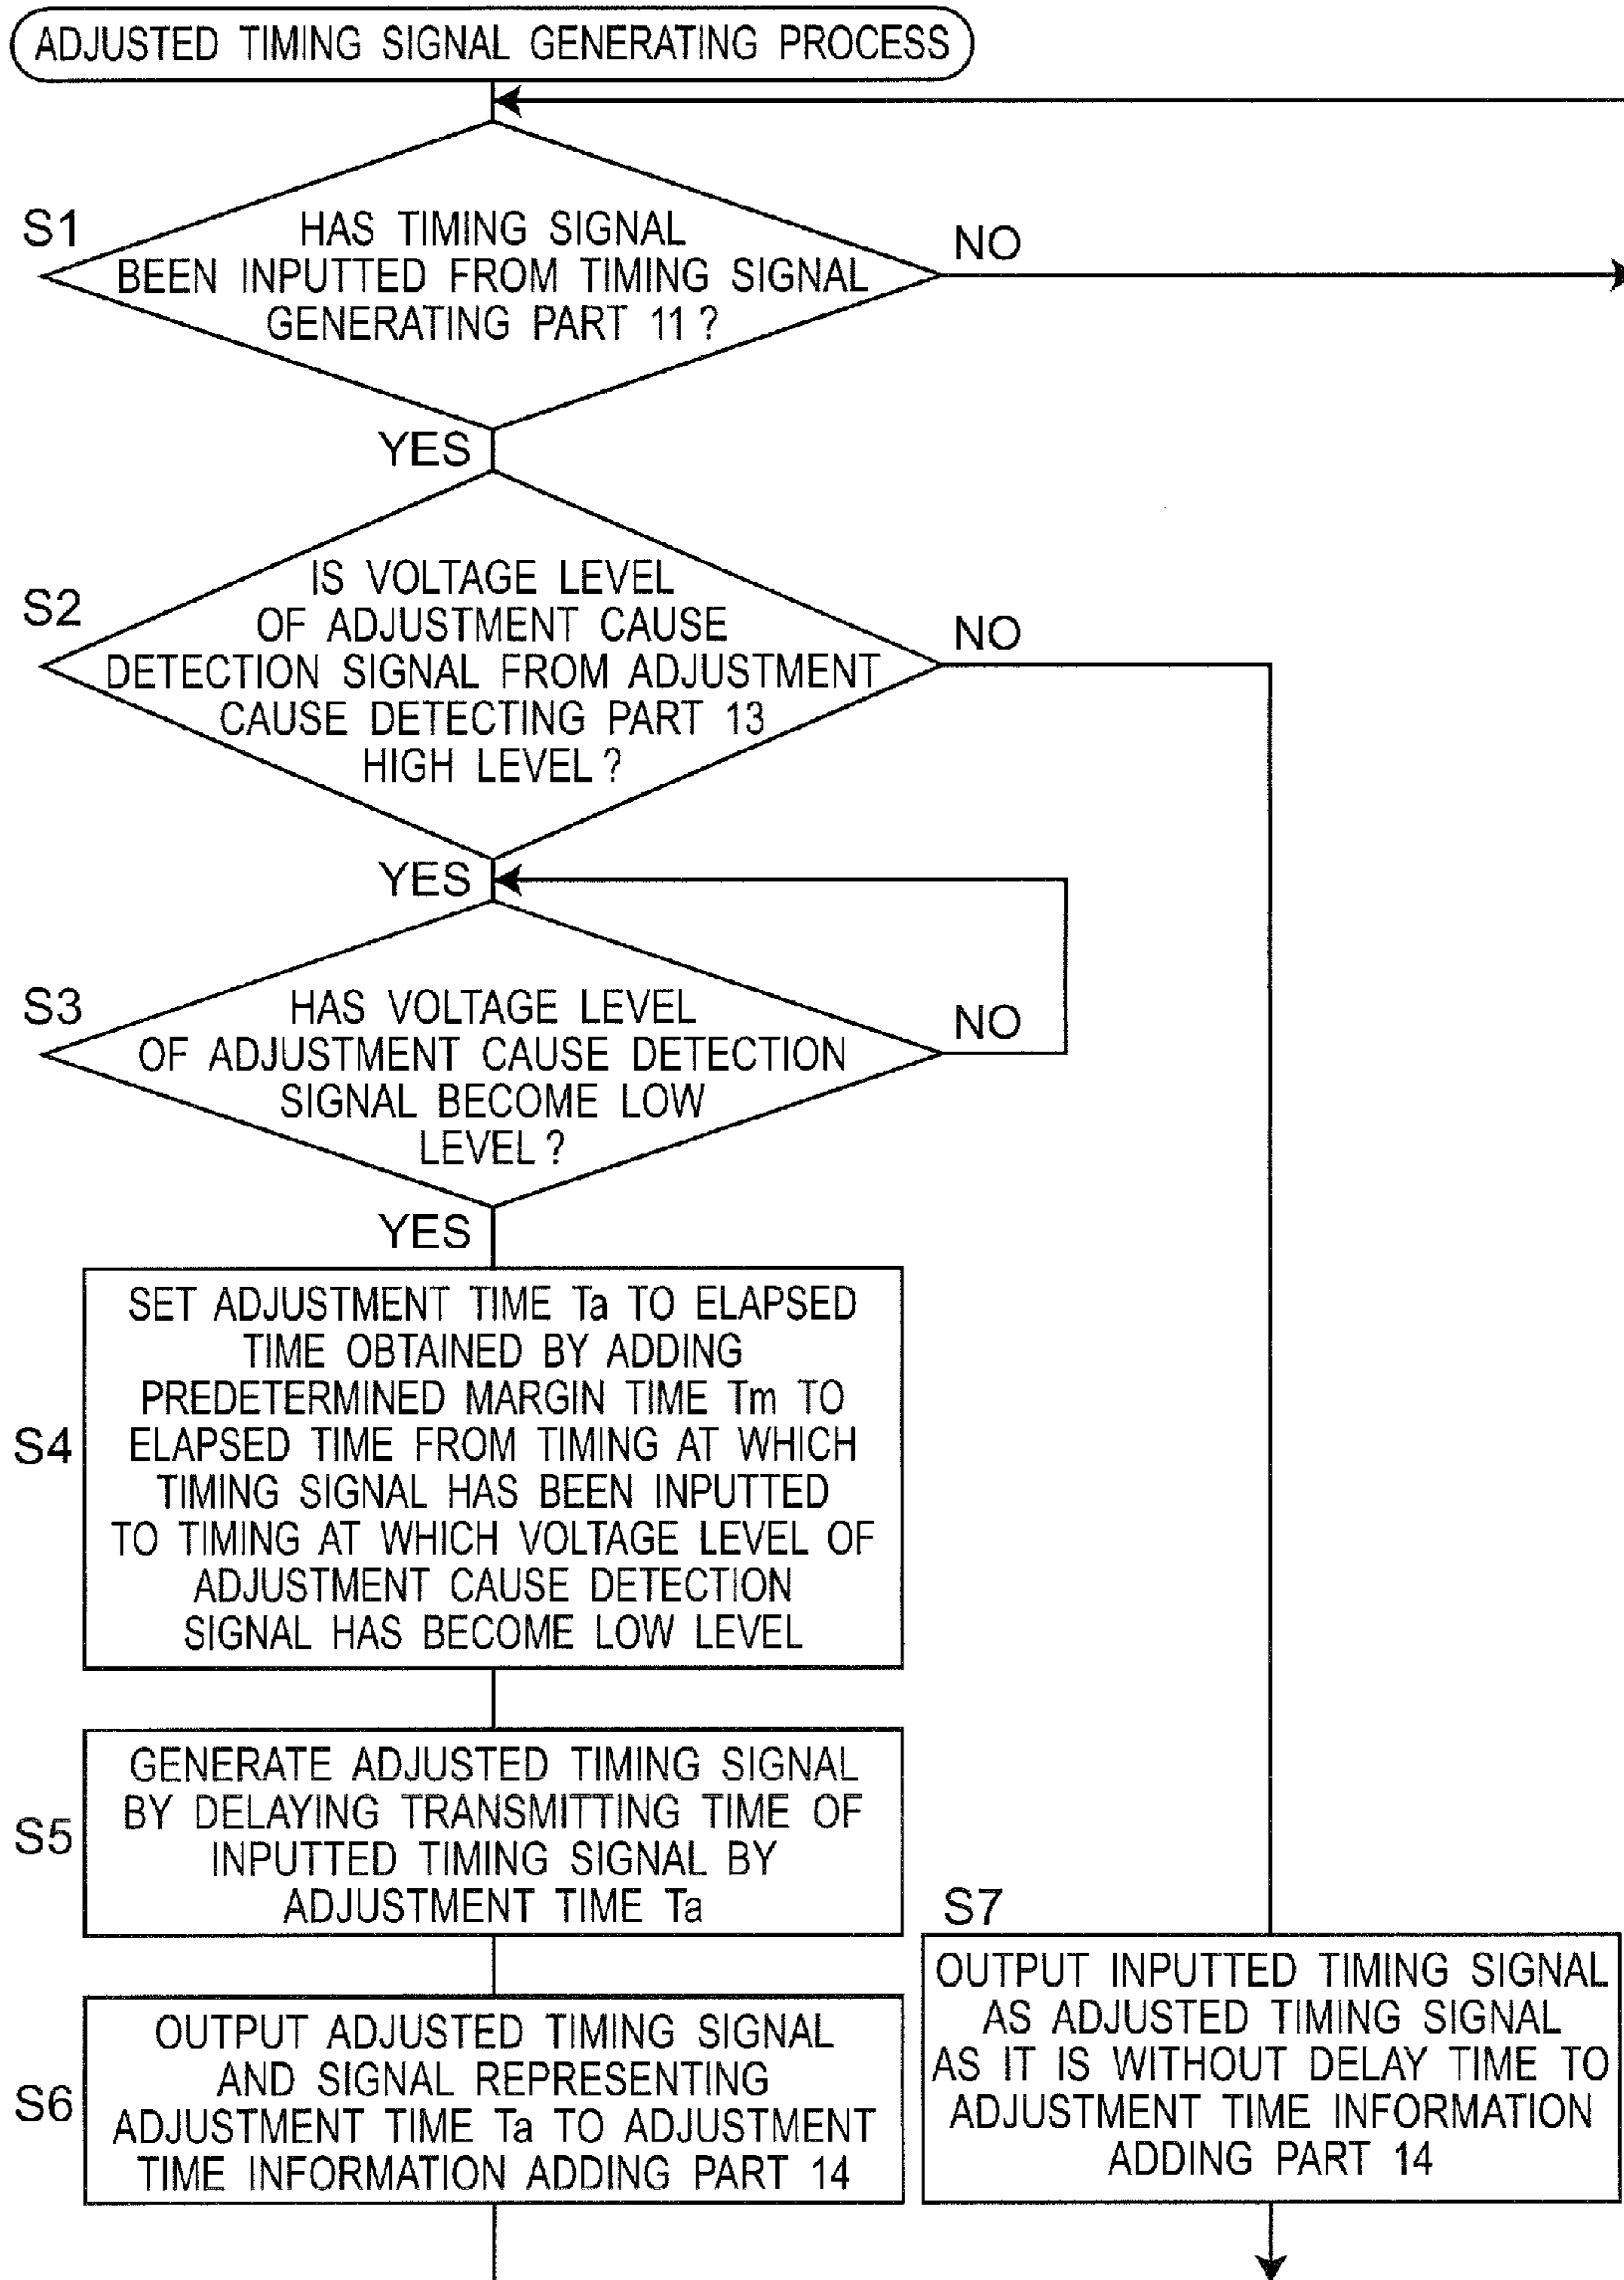 ADJUSTED TIMING SIGNAL GENERATING PROCESS
S1
HAS TIMING SIGNAL
BEEN INPUTTED FROM TIMING SIGNAL
GENERATING PART 11 ?
NO
YES
S2
IS VOLTAGE LEVEL
OF ADJUSTMENT CAUSE
DETECTION SIGNAL FROM ADJUSTMENT
CAUSE DETECTING PART 13
HIGH LEVEL ?
NO
YES
S3
HAS VOLTAGE LEVEL
OF ADJUSTMENT CAUSE DETECTION
SIGNAL BECOME LOW
LEVEL ?
NO
YES
S4
SET ADJUSTMENT TIME Ta TO ELAPSED
TIME OBTAINED BY ADDING
PREDETERMINED MARGIN TIME Tm TO
ELAPSED TIME FROM TIMING AT WHICH
TIMING SIGNAL HAS BEEN INPUTTED
TO TIMING AT WHICH VOLTAGE LEVEL OF
ADJUSTMENT CAUSE DETECTION
SIGNAL HAS BECOME LOW LEVEL
S5
GENERATE ADJUSTED TIMING SIGNAL
BY DELAYING TRANSMITTING TIME OF
INPUTTED TIMING SIGNAL BY
ADJUSTMENT TIME Ta
S6
OUTPUT ADJUSTED TIMING SIGNAL
AND SIGNAL REPRESENTING
ADJUSTMENT TIME Ta TO ADJUSTMENT
TIME INFORMATION ADDING PART 14
S7
OUTPUT INPUTTED TIMING SIGNAL
AS ADJUSTED TIMING SIGNAL
AS IT IS WITHOUT DELAY TIME TO
ADJUSTMENT TIME INFORMATION
ADDING PART 14